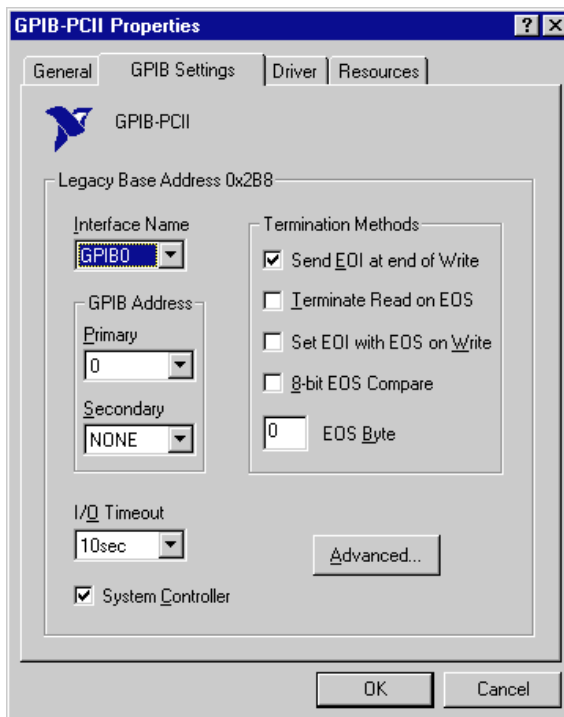 GPIB-PCII Properties
General GPIB Settings Driver Resources
GPIB-PCII
Legacy Base Address 0x2B8
Interface Name
GPIB0
GPIB Address
Primary
0
Secondary
NONE
I/O Timeout
10sec
System Controller
Termination Methods
Send EOI at end of Write
Terminate Read on EOS
Set EOI with EOS on Write
8-bit EOS Compare
0 EOS Byte
Advanced...
OK Cancel